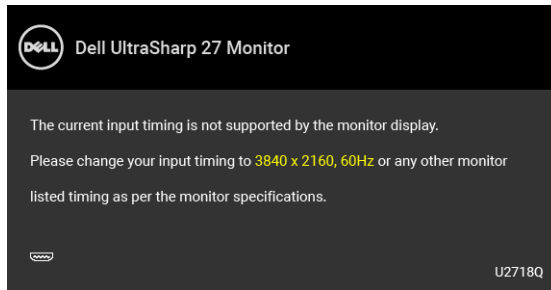 DELL Dell UltraSharp 27 Monitor
The current input timing is not supported by the monitor display.
Please change your input timing to 3840 x 2160, 60Hz or any other monitor
listed timing as per the monitor specifications.
U2718Q